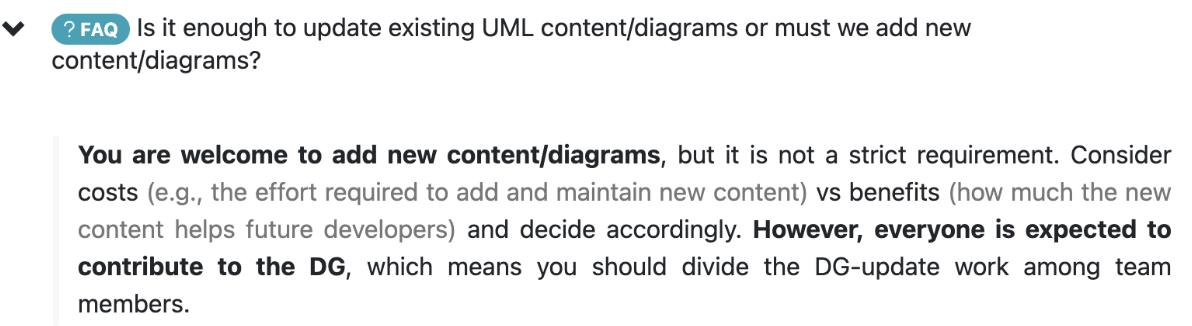 ? FAQ Is it enough to update existing UML content/diagrams or must we add new
content/diagrams?
You are welcome to add new content/diagrams, but it is not a strict requirement. Consider
costs (e.g., the effort required to add and maintain new content) vs benefits (how much the new
content helps future developers) and decide accordingly. However, everyone is expected to
contribute to the DG, which means you should divide the DG-update work among team
members.